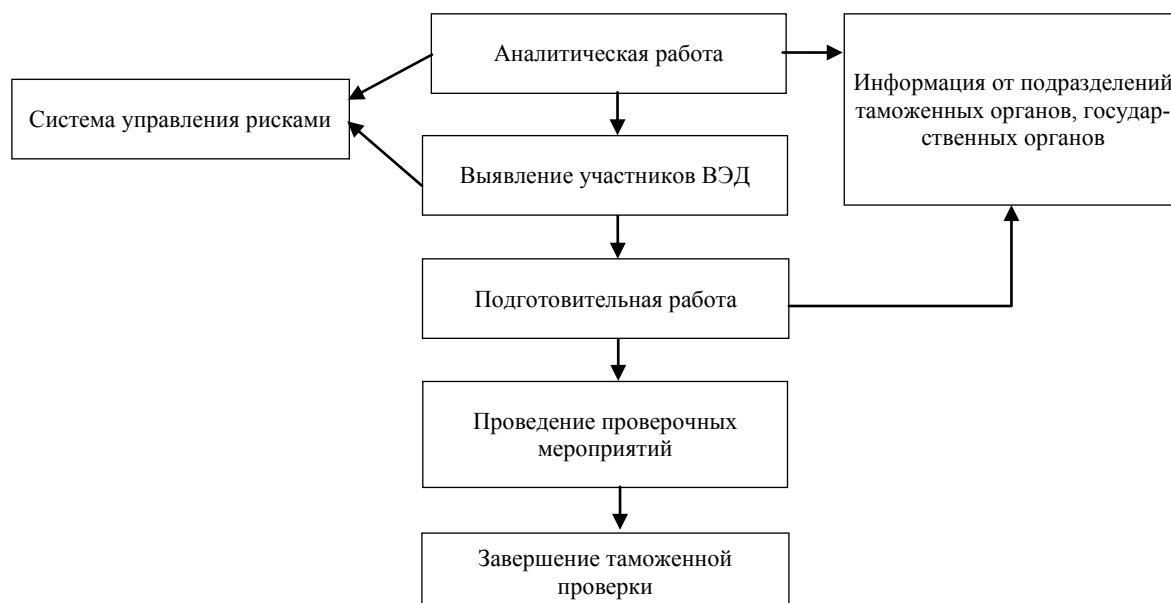 Аналитическая работа
Информация от подразделений
таможенных органов, государ-
ственных органов
Система управления рисками
Выявление участников ВЭД
Подготовительная работа
Проведение проверочных
мероприятий
Завершение таможенной
проверки